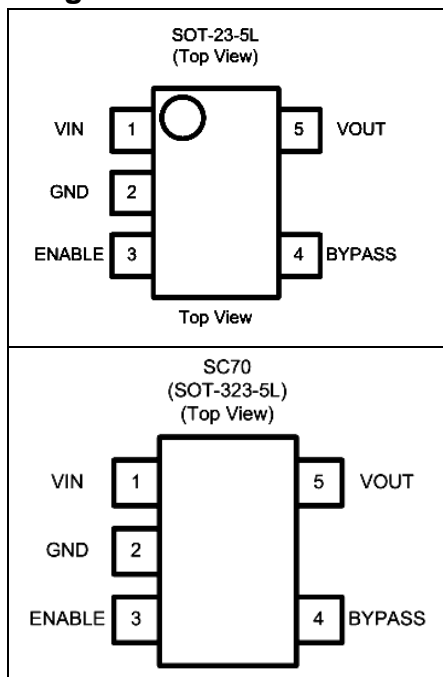 SOT-23-5L
(Top View)
VIN 1 5 VOUT
GND 2
ENABLE 3 4 BYPASS
Top View
SC70
(SOT-323-5L)
(Top View)
VIN 1 5 VOUT
GND 2
ENABLE 3 4 BYPASS